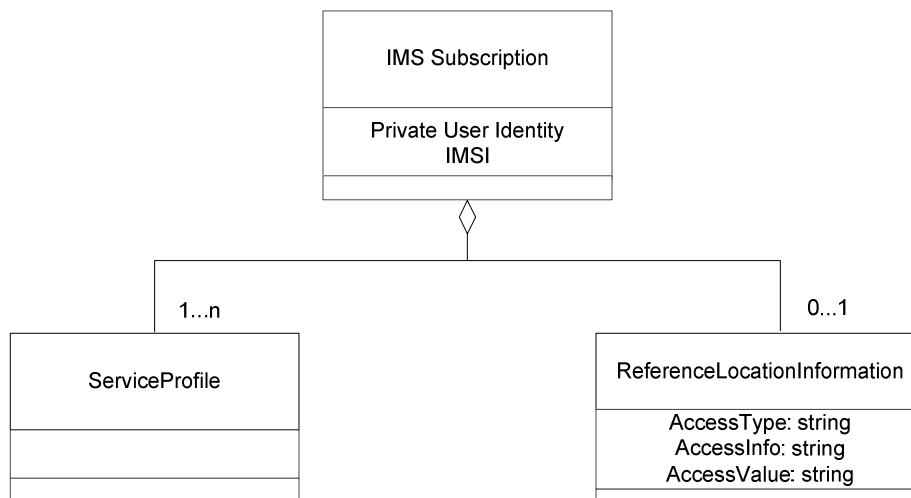 IMS Subscription
Private User Identity
IMSI
1...n
0...1
ServiceProfile
ReferenceLocationInformation
AccessType: string
AccessInfo: string
AccessValue: string